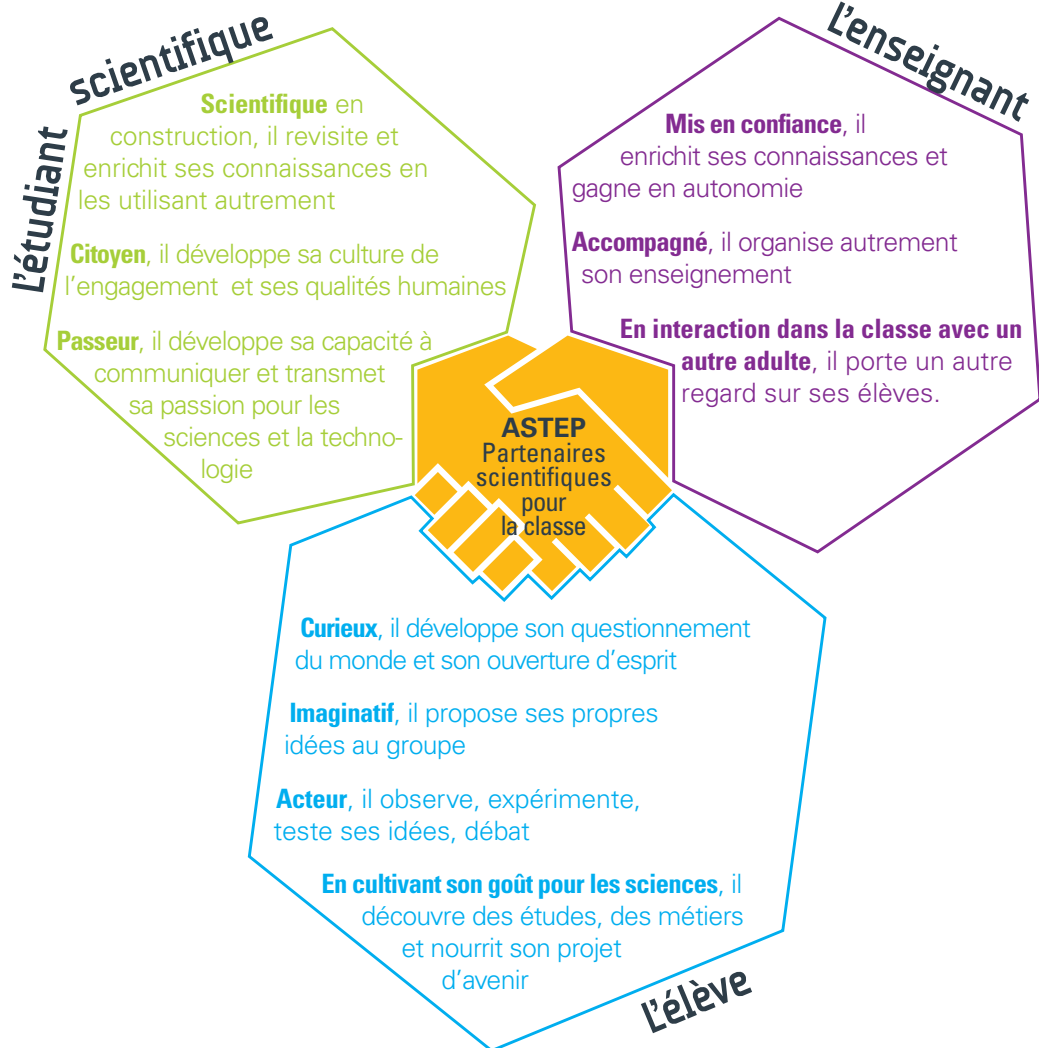 L'étudiant scientifique
Scientifique en
construction, il revisite et
enrichit ses connaissances en
les utilisant autrement
Citoyen, il développe sa culture de
l'engagement et ses qualités humaines
Passeur, il développe sa capacité à
communiquer et transmet
sa passion pour les
sciences et la techno-
logie
L'enseignant
Mis en confiance, il
enrichit ses connaissances et
gagne en autonomie
Accompagné, il organise autrement
son enseignement
En interaction dans la classe avec un
autre adulte, il porte un autre
regard sur ses élèves.
ASTEP
Partenaires
scientifiques
pour
la classe
Curieux, il développe son questionnement
du monde et son ouverture d'esprit
Imaginatif, il propose ses propres
idées au groupe
Acteur, il observe, expérimente,
teste ses idées, débat
En cultivant son goût pour les sciences, il
découvre des études, des métiers
et nourrit son projet
d'avenir
L'élève